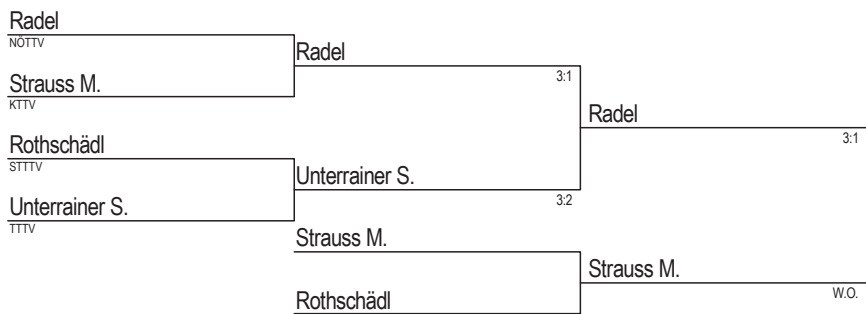 Radel
NÖTTV
Strauss M.
KTTV
Rothschädl
STTTV
Unterrainer S.
TTTV
Radel
3:1
Unterrainer S.
3:2
Strauss M.
Rothschädl
Radel
3:1
Strauss M.
W.O.